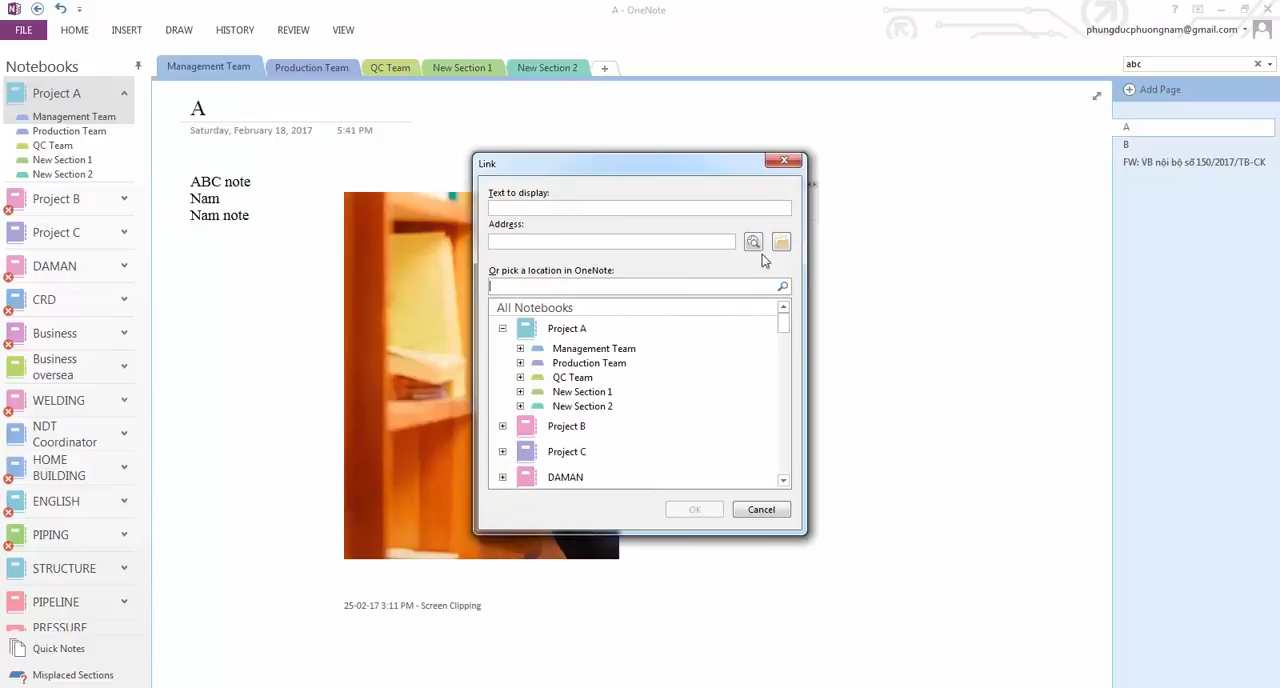 A - OneNote
FILE HOME INSERT DRAW HISTORY REVIEW VIEW
phungducphuongnam@gmail.com
Notebooks
Project A
Management Team
Production Team
QC Team
New Section 1
New Section 2
Project B
Project C
DAMAN
CRD
Business
Business
oversea
WELDING
NDT
Coordinator
HOME
BUILDING
ENGLISH
PIPING
STRUCTURE
PIPELINE
PRESSURE
Quick Notes
Misplaced Sections
Management Team Production Team QC Team New Section 1 New Section 2 +
A
Saturday, February 18, 2017 5:41 PM
ABC note
Nam
Nam note
25-02-17 3:11 PM - Screen Clipping
Link
Text to display:
Address:
Or pick a location in OneNote:
All Notebooks
Project A
Management Team
Production Team
QC Team
New Section 1
New Section 2
Project B
Project C
DAMAN
OK Cancel
abc
Add Page
A
B
FW: VB nội bộ số 150/2017/TB-CK